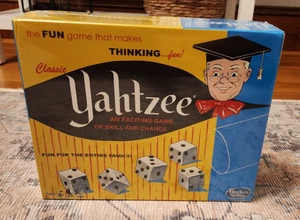 the FUN game that makes
THINKING...fun!
Classic
Yahtzee
AN EXCITING GAME
OF SKILL AND CHANCE
FUN FOR THE ENTIRE FAMILY!
Hasbro